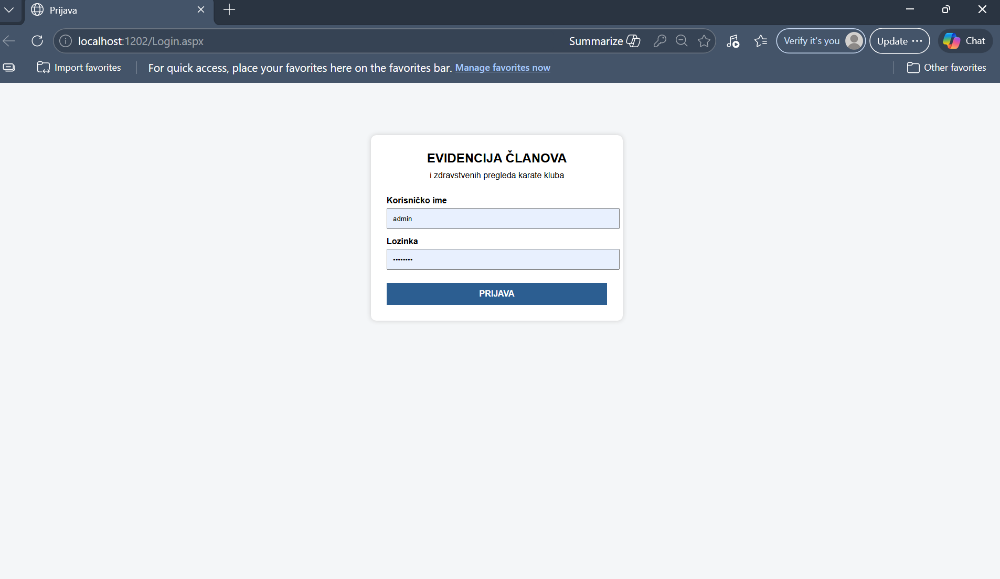 Prijava
localhost:1202/Login.aspx
Summarize
Verify it's you
Update
Chat
Import favorites
For quick access, place your favorites here on the favorites bar. Manage favorites now
Other favorites
EVIDENCIJA ČLANOVA
i zdravstvenih pregleda karate kluba
Korisničko ime
admin
Lozinka
••••••••
PRIJAVA